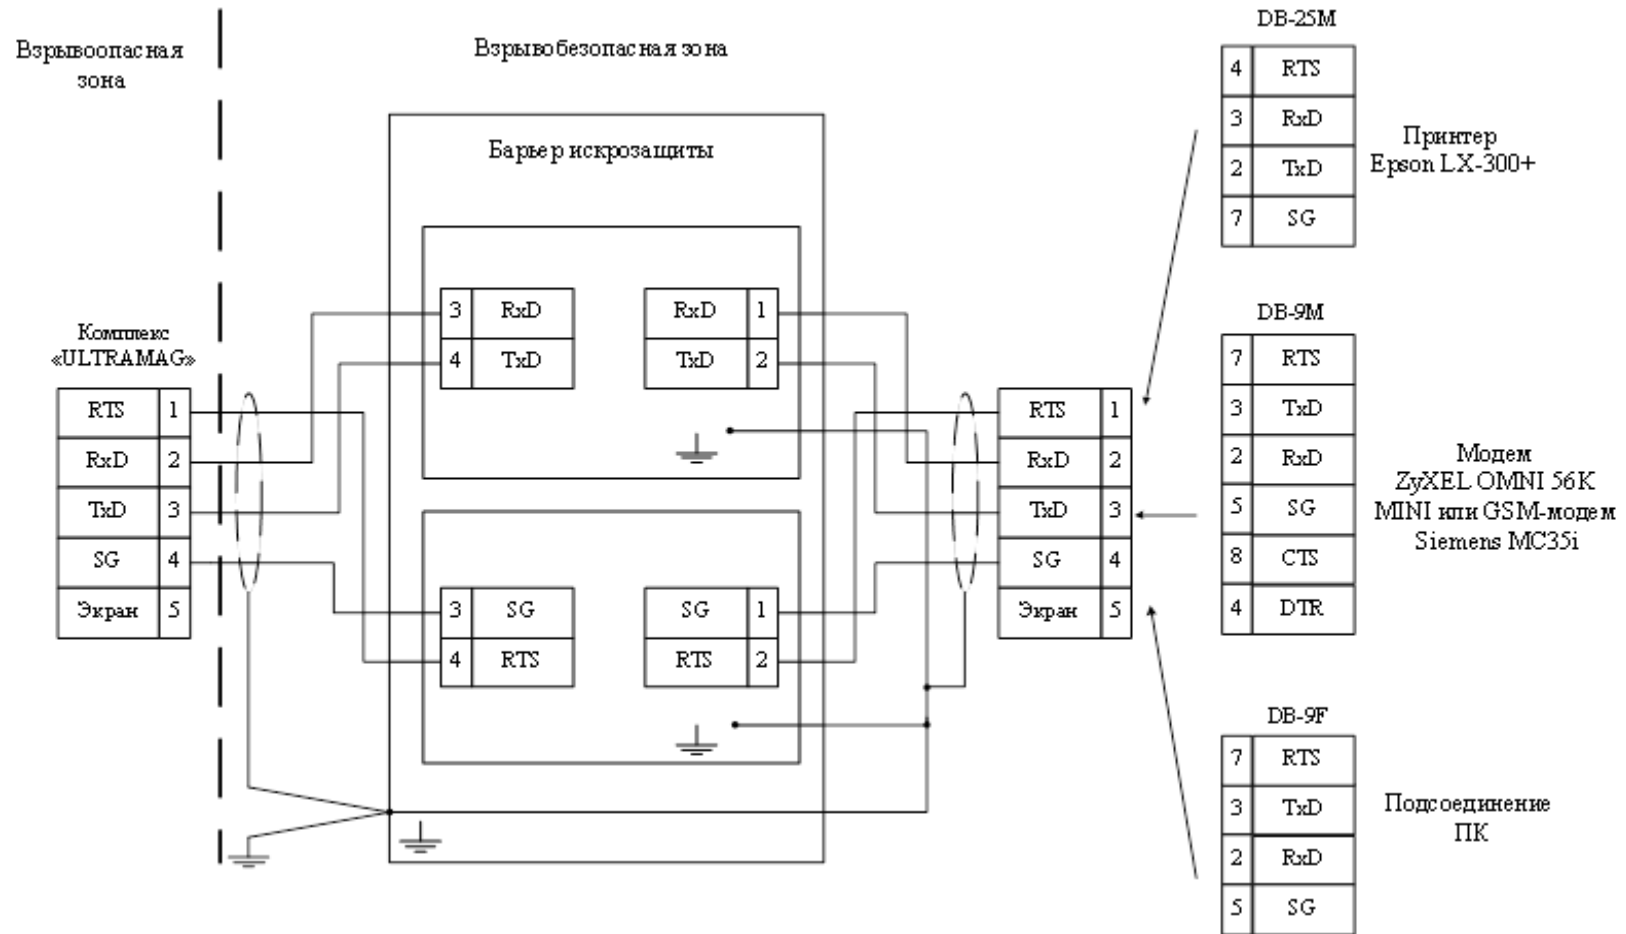 Взрывоопасная
зона
Взрывобезопасная зона
Барьер искрозащиты
Комплекс
«ULTRAMAG»
RTS 1
RxD 2
TxD 3
SG 4
Экран 5
3 RxD
4 TxD
RxD 1
TxD 2
3 SG
4 RTS
SG 1
RTS 2
RTS 1
RxD 2
TxD 3
SG 4
Экран 5
DB-25M
4 RTS
3 RxD
2 TxD
7 SG
Принтер
Epson LX-300+
DB-9M
7 RTS
3 TxD
2 RxD
5 SG
8 CTS
4 DTR
Модем
ZyXEL OMNI 56K
MINI или GSM-модем
Siemens MC35i
DB-9F
7 RTS
3 TxD
2 RxD
5 SG
Подсоединение
ПК